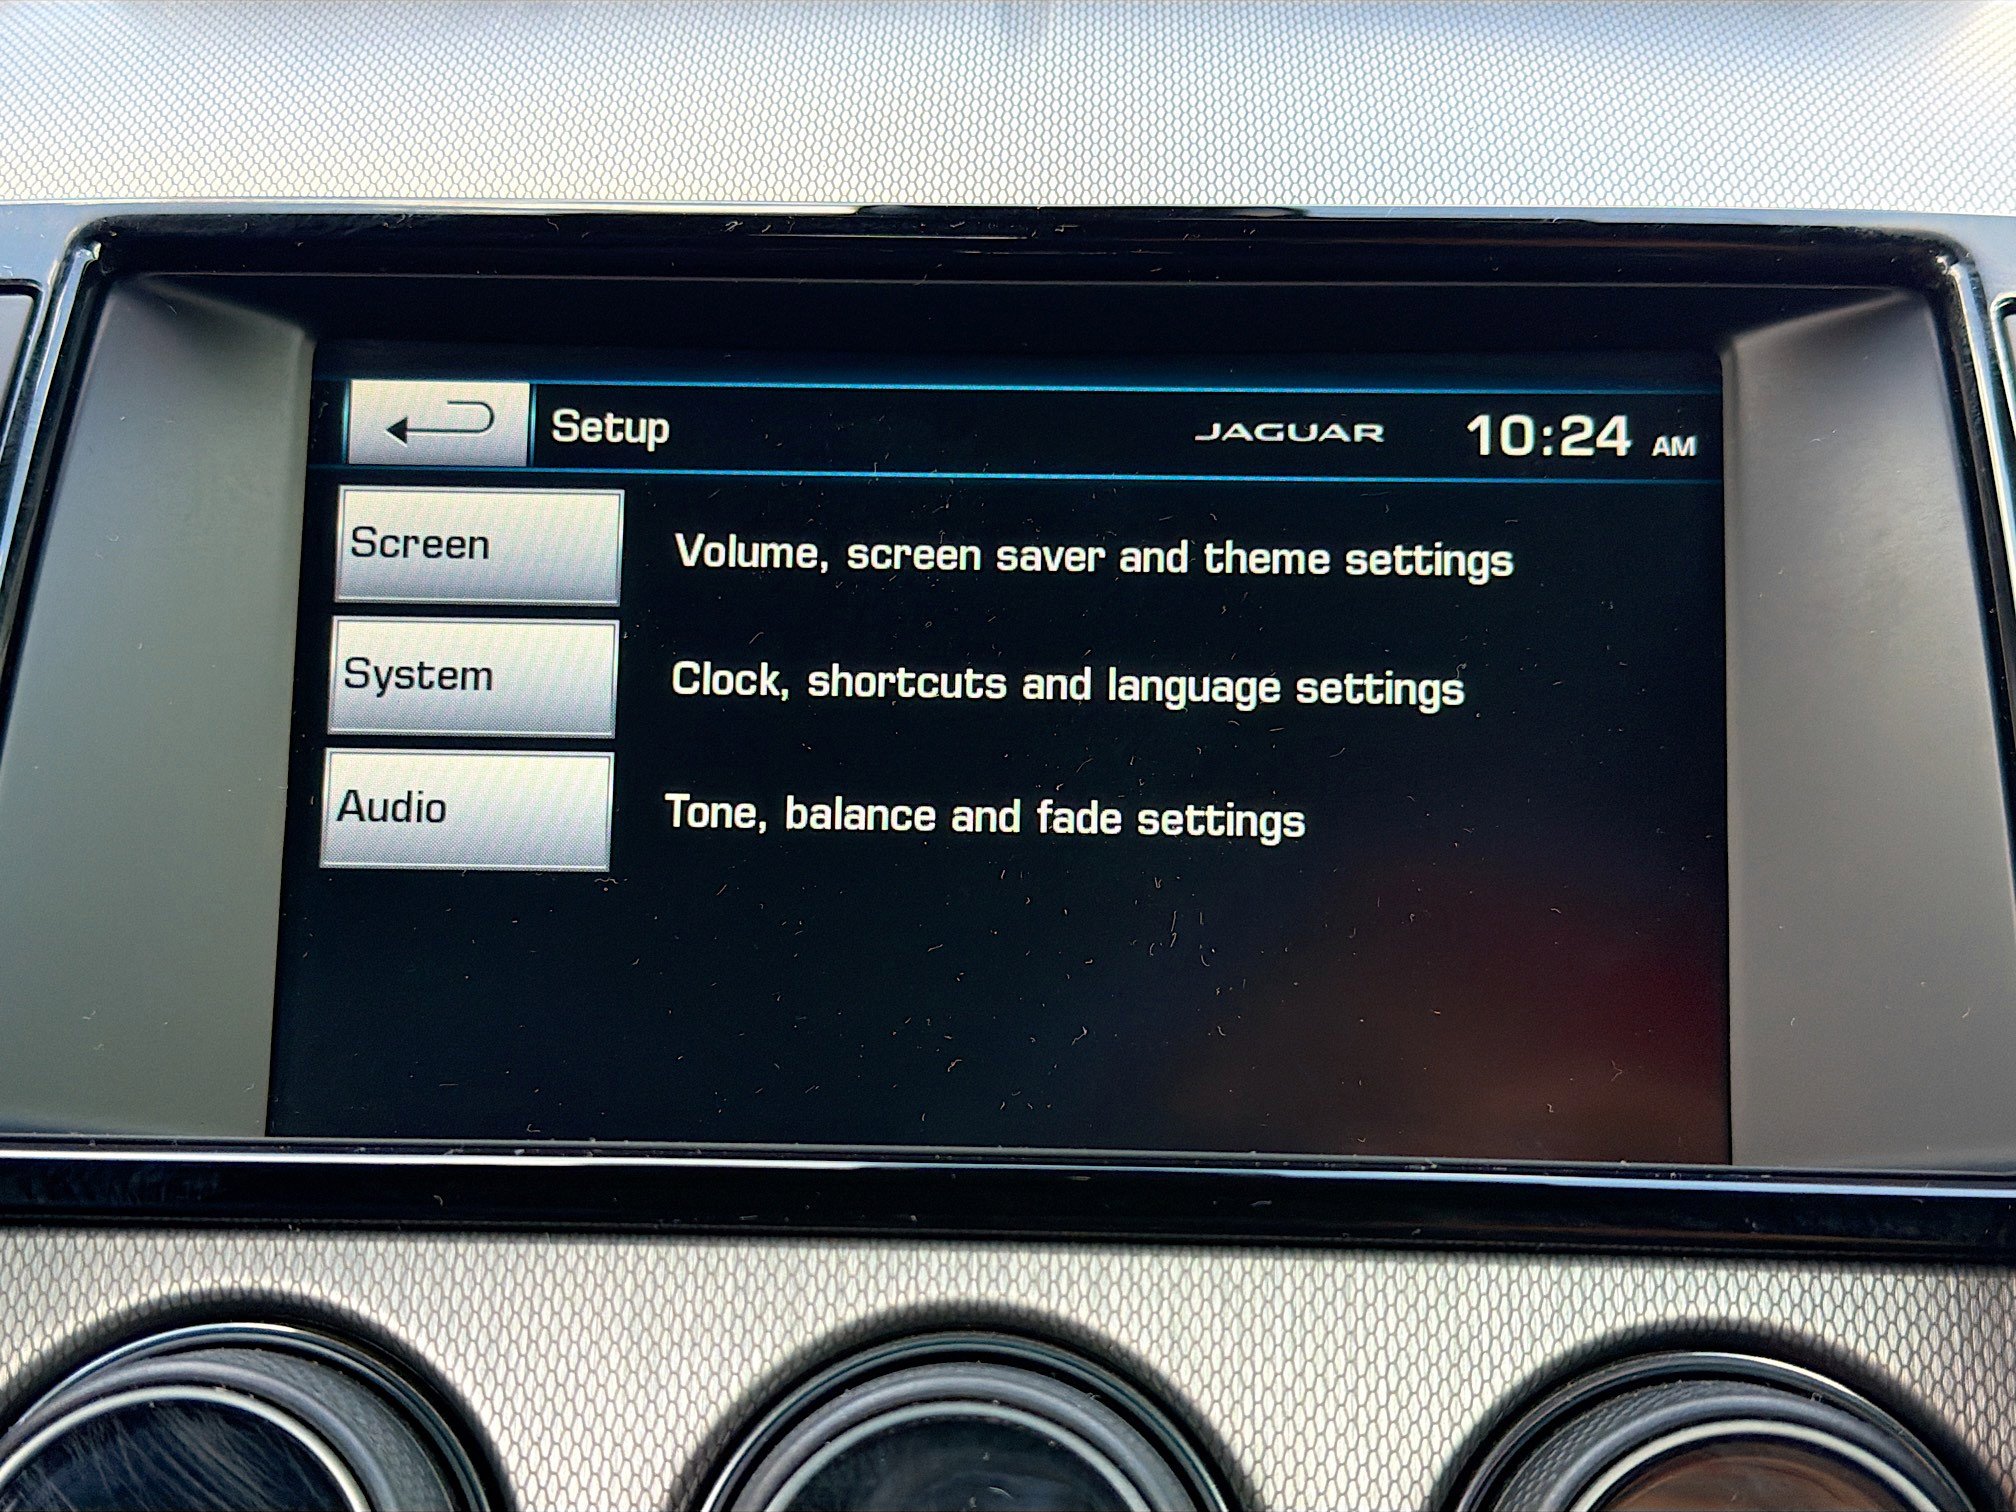 Setup JAGUAR 10:24 AM
Screen Volume, screen saver and theme settings
System Clock, shortcuts and language settings
Audio Tone, balance and fade settings